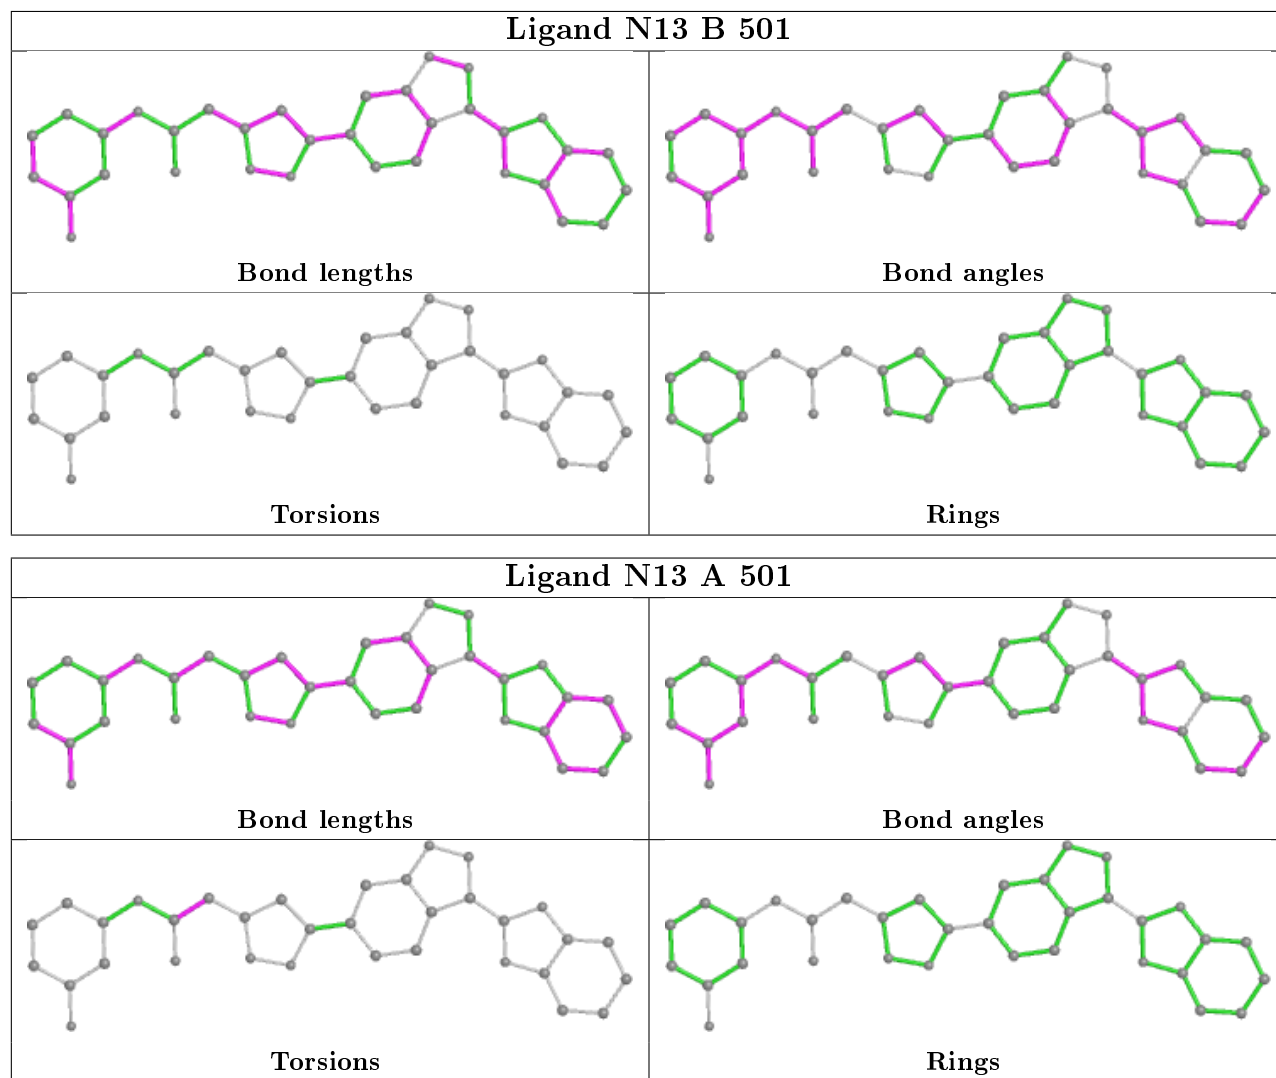 Ligand N13 B 501
Bond lengths
Bond angles
Torsions
Rings
Ligand N13 A 501
Bond lengths
Bond angles
Torsions
Rings